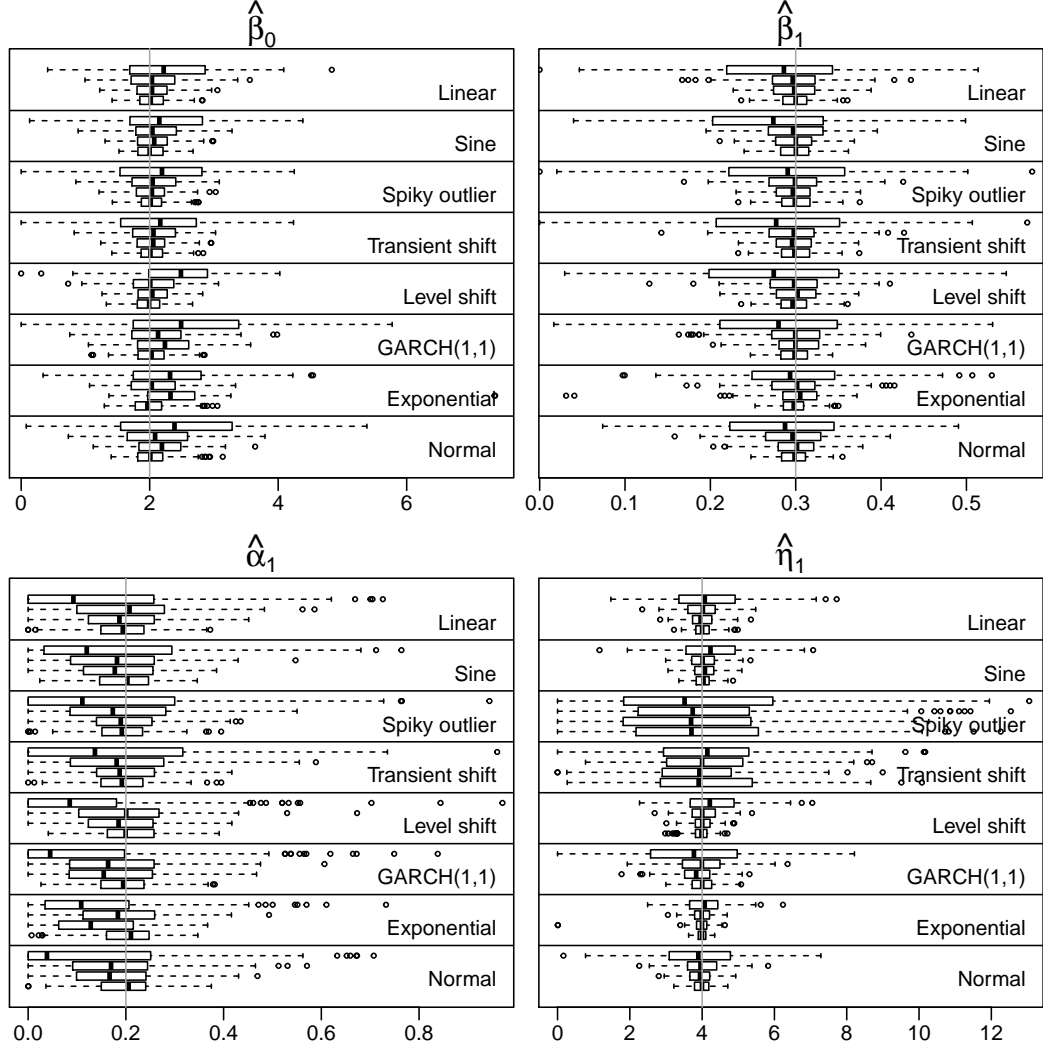 β̂₀
Linear
Sine
Spiky outlier
Transient shift
Level shift
GARCH(1,1)
Exponential
Normal
0 2 4 6
β̂₁
Linear
Sine
Spiky outlier
Transient shift
Level shift
GARCH(1,1)
Exponential
Normal
0.0 0.1 0.2 0.3 0.4 0.5
α̂₁
Linear
Sine
Spiky outlier
Transient shift
Level shift
GARCH(1,1)
Exponential
Normal
0.0 0.2 0.4 0.6 0.8
η̂₁
Linear
Sine
Spiky outlier
Transient shift
Level shift
GARCH(1,1)
Exponential
Normal
0 2 4 6 8 10 12